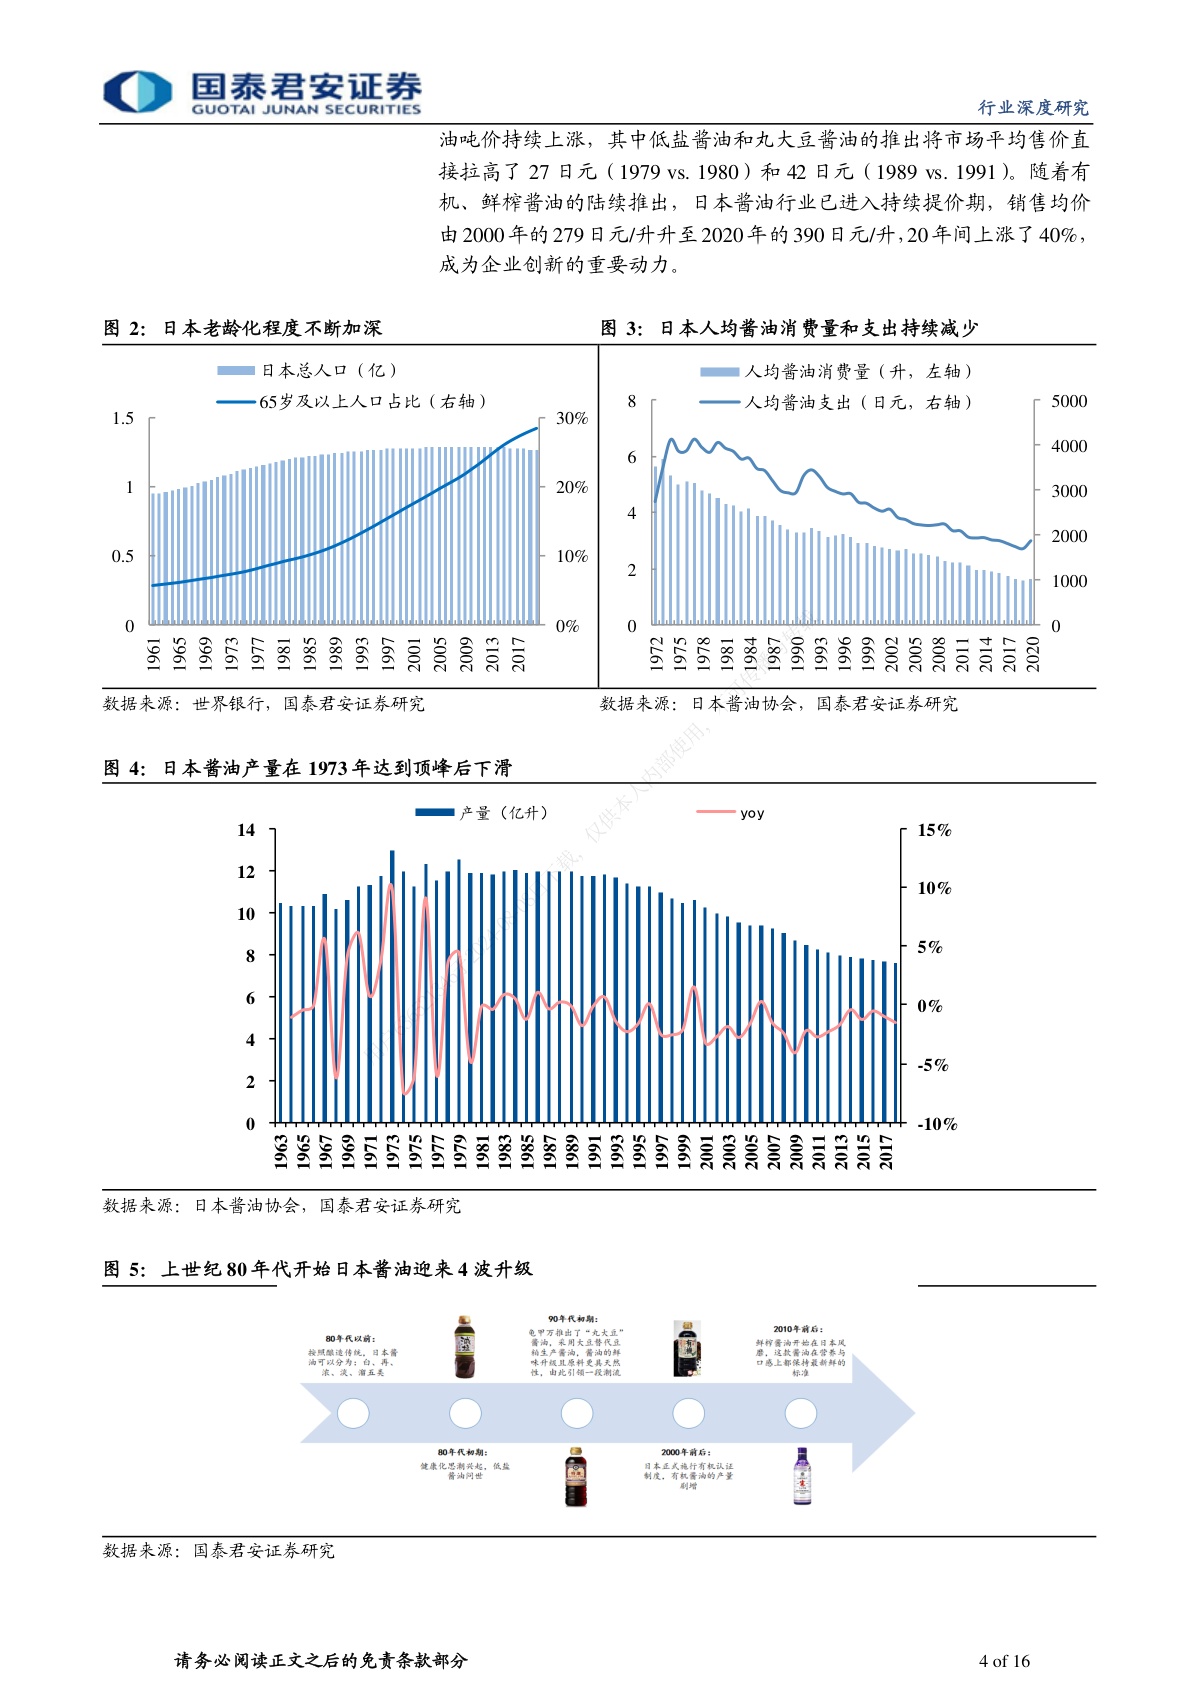 国泰君安证券
GUOTAI JUNAN SECURITIES
行业深度研究
油吨价持续上涨，其中低盐酱油和丸大豆酱油的推出将市场平均售价直
接拉高了 27 日元（1979 vs. 1980）和 42 日元（1989 vs. 1991）。随着有
机、鲜榨酱油的陆续推出，日本酱油行业已进入持续提价期，销售均价
由 2000 年的 279 日元/升升至 2020 年的 390 日元/升，20 年间上涨了 40%，
成为企业创新的重要动力。
图 2：日本老龄化程度不断加深
日本总人口（亿）
65岁及以上人口占比（右轴）
1.5
1
0.5
0
30%
20%
10%
0%
1961 1965 1969 1973 1977 1981 1985 1989 1993 1997 2001 2005 2009 2013 2017
数据来源：世界银行，国泰君安证券研究
图 3：日本人均酱油消费量和支出持续减少
人均酱油消费量（升，左轴）
人均酱油支出（日元，右轴）
8
6
4
2
0
5000
4000
3000
2000
1000
0
1972 1975 1978 1981 1984 1987 1990 1993 1996 1999 2002 2005 2008 2011 2014 2017 2020
数据来源：日本酱油协会，国泰君安证券研究
图 4：日本酱油产量在 1973 年达到顶峰后下滑
产量（亿升）
yoy
14
12
10
8
6
4
2
0
15%
10%
5%
0%
-5%
-10%
1963 1965 1967 1969 1971 1973 1975 1977 1979 1981 1983 1985 1987 1989 1991 1993 1995 1997 1999 2001 2003 2005 2007 2009 2011 2013 2015 2017
数据来源：日本酱油协会，国泰君安证券研究
图 5：上世纪 80 年代开始日本酱油迎来 4 波升级
80年代以前：
按照酿造传统，日本酱
油可以分为：白、再、
浓、淡、溜五类
80年代初期：
健康化思潮兴起，低盐
酱油问世
90年代初期：
龟甲万推出了“丸大豆”
酱油，采用大豆替代豆
粕生产酱油，酱油的鲜
味升级且原料更具天然
性，由此引领一段潮流
2000年前后：
日本正式施行有机认证
制度，有机酱油的产量
剧增
2010年前后：
鲜榨酱油开始在日本风
靡，这款酱油在营养与
口感上都保持最新鲜的
标准
数据来源：国泰君安证券研究
请务必阅读正文之后的免责条款部分
4 of 16